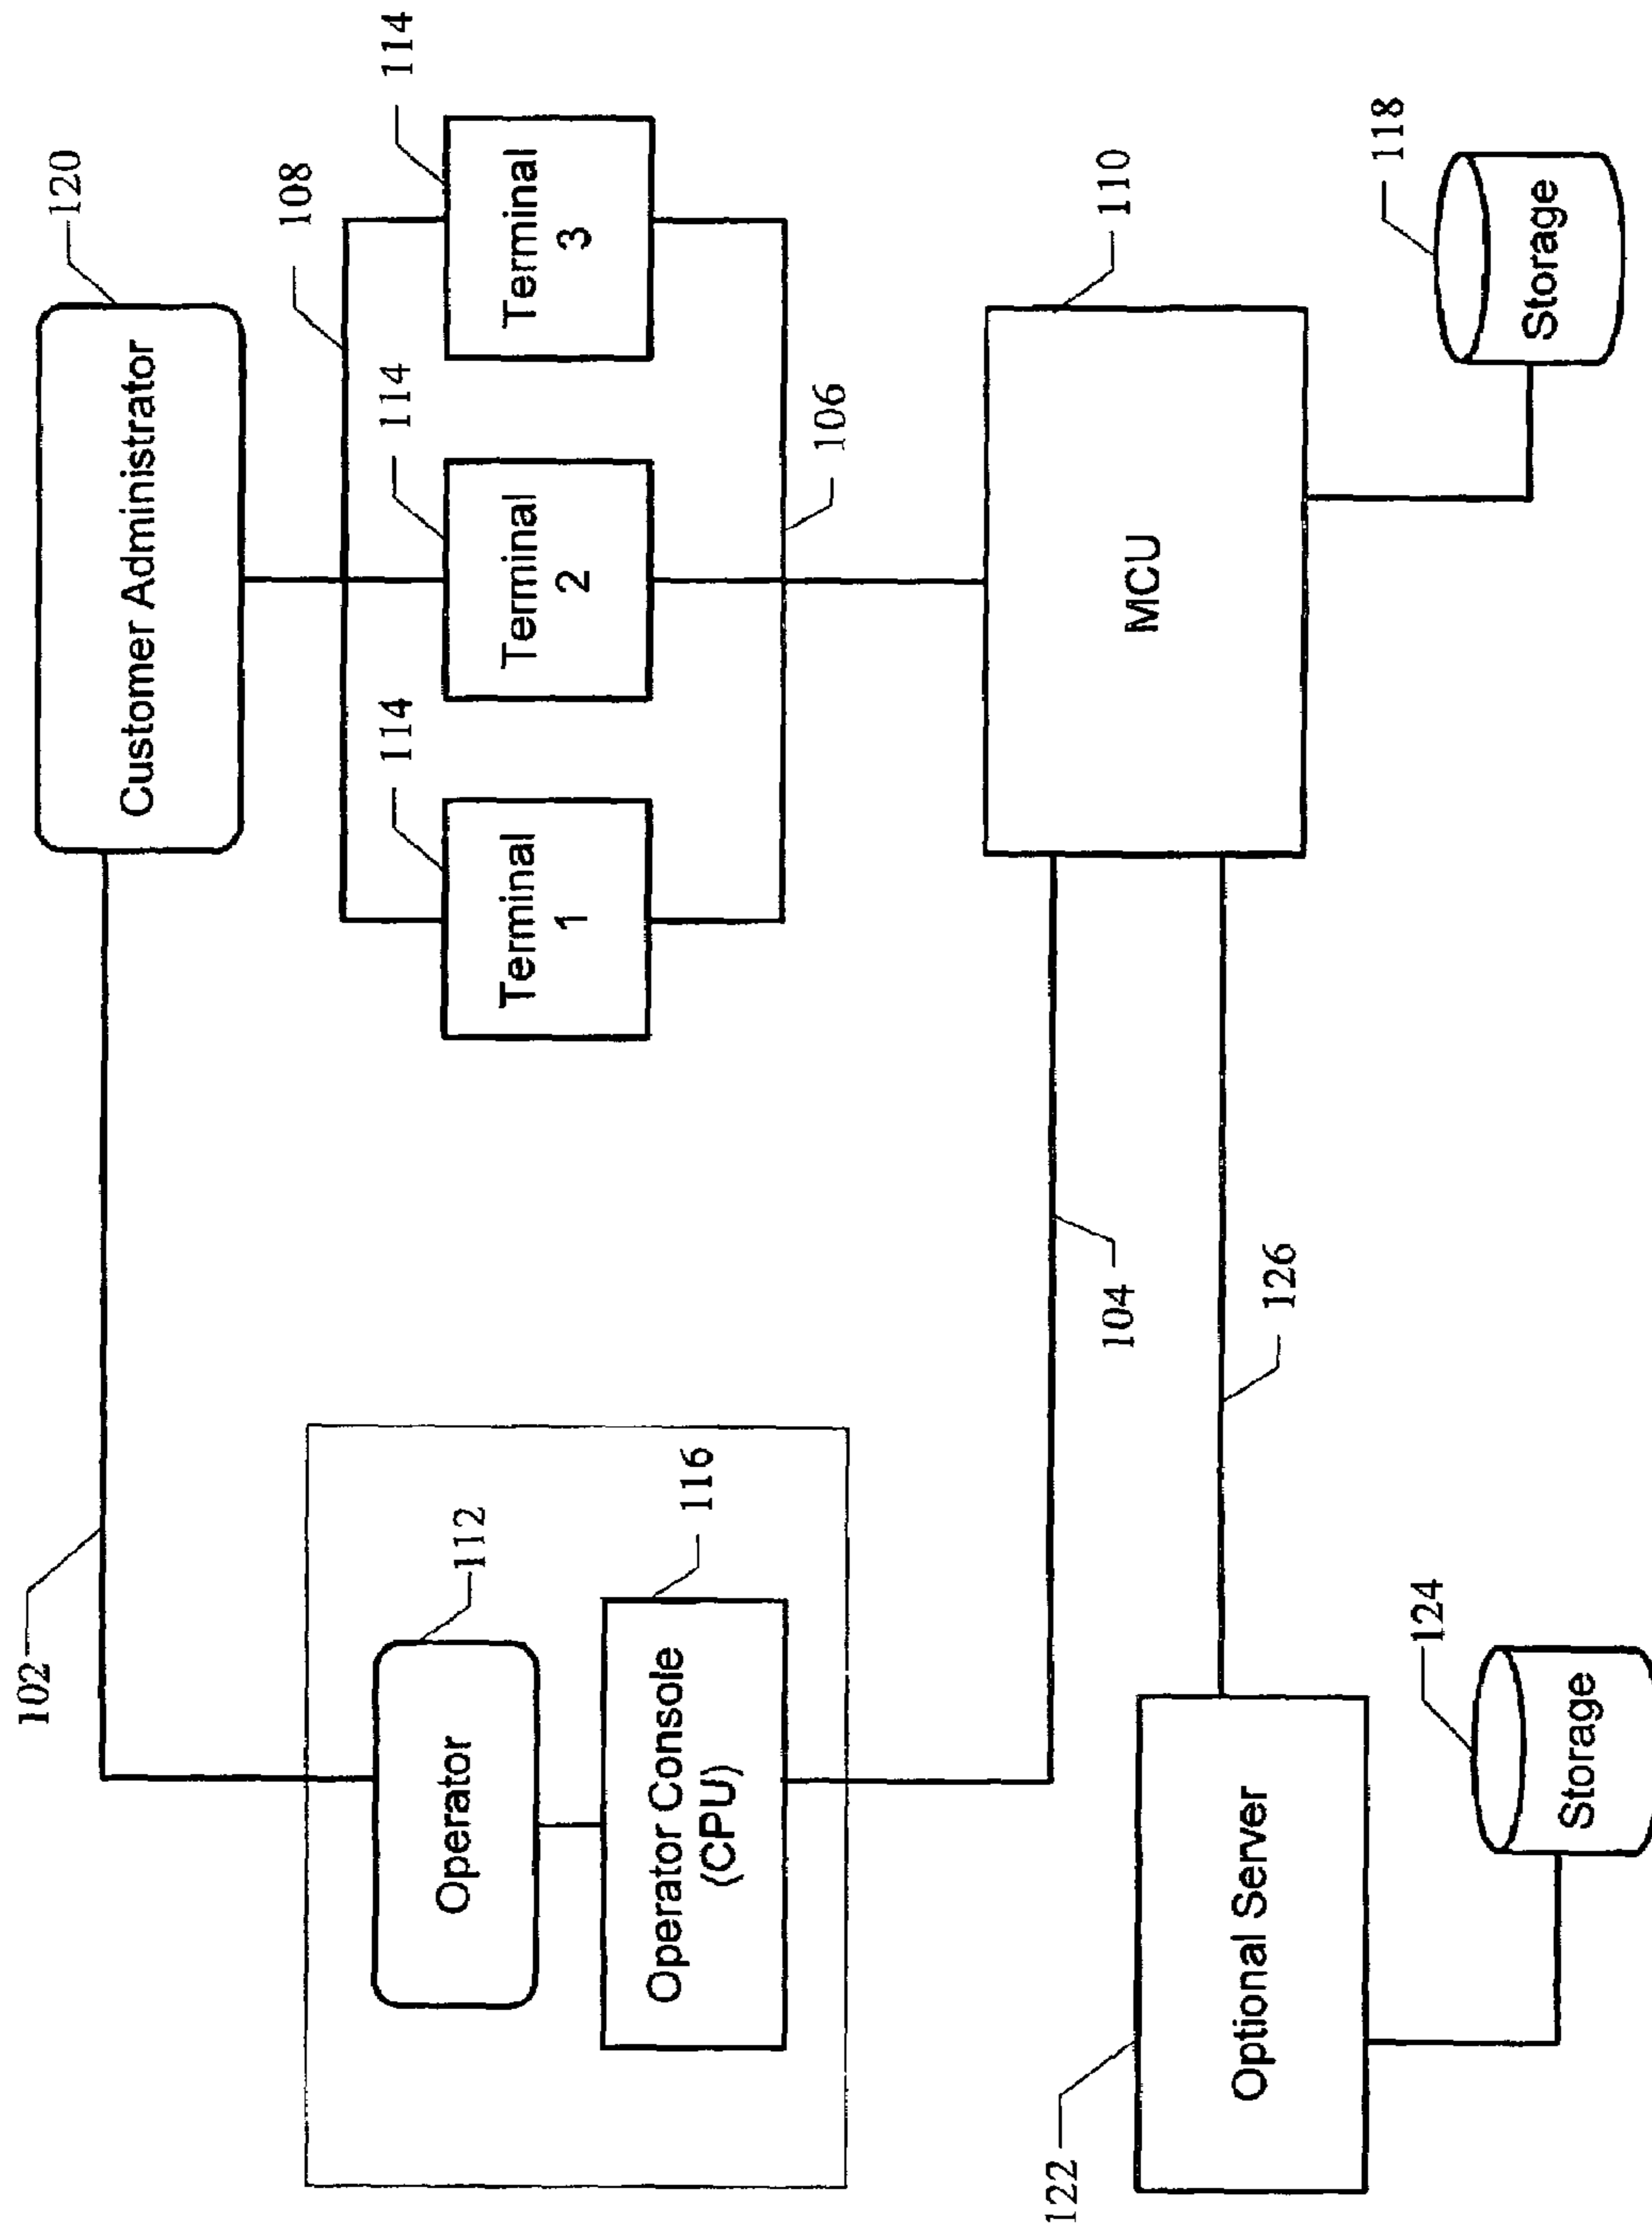 120
Customer Administrator
102
108
114
114
114
Terminal
1
Terminal
2
Terminal
3
112
Operator
116
Operator Console
(CPU)
106
104
110
MCU
126
118
Storage
122
Optional Server
124
Storage